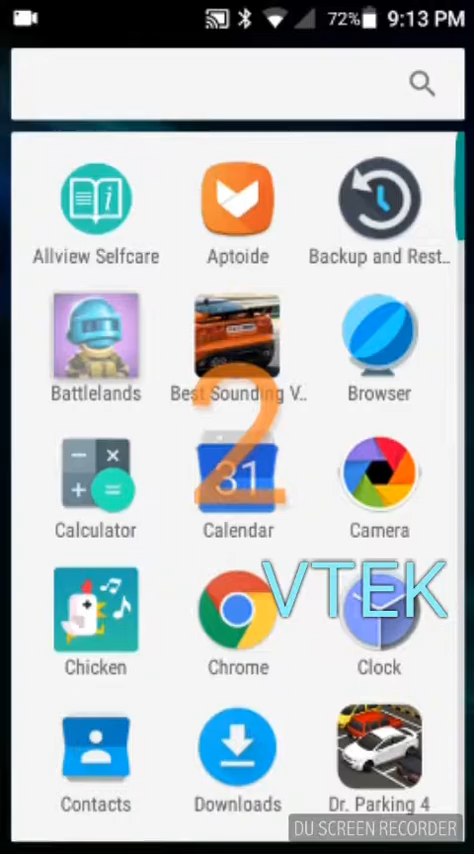 72% 9:13 PM
Allview Selfcare Aptoide Backup and Rest..
Battlelands Best Sounding V.. Browser
2
31
Calculator Calendar Camera
VTEK
Chicken Chrome Clock
Contacts Downloads Dr. Parking 4
DU SCREEN RECORDER